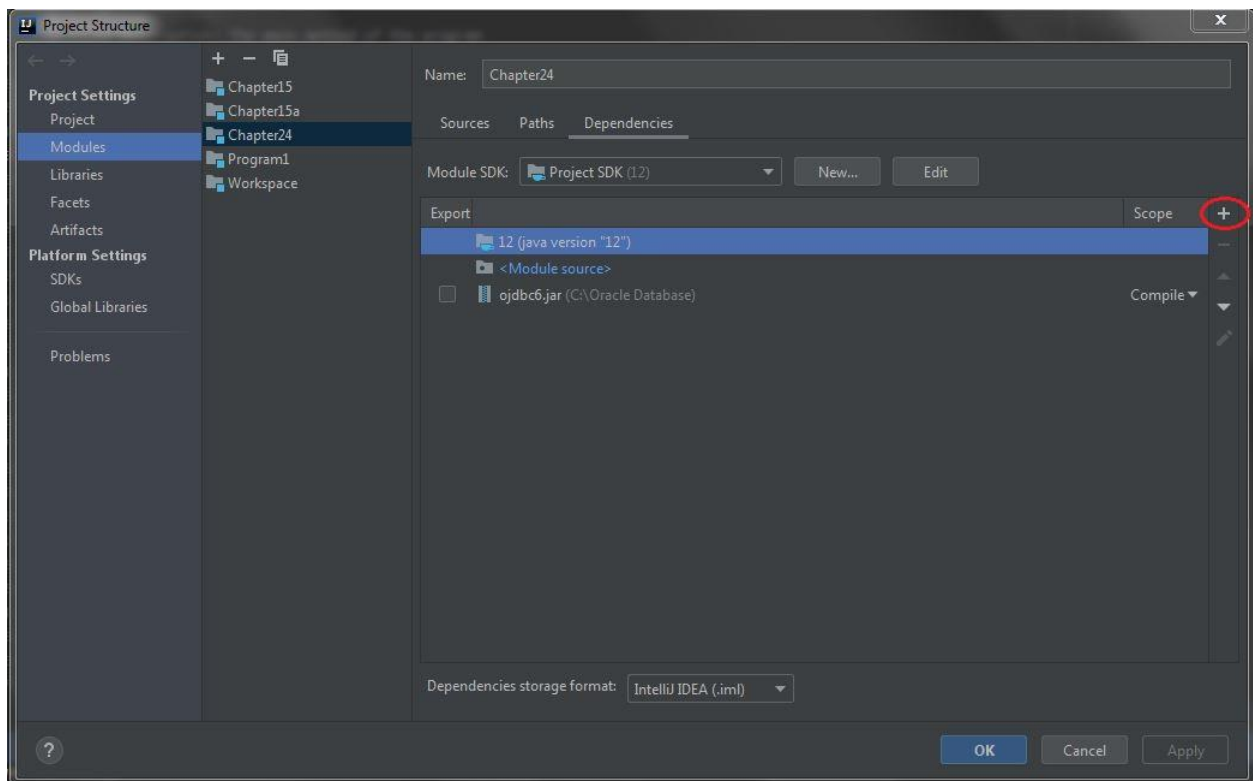 Project Structure
Project Settings
Project
Modules
Libraries
Facets
Artifacts
Platform Settings
SDKs
Global Libraries
Problems
Chapter15
Chapter15a
Chapter24
Program1
Workspace
Name: Chapter24
Sources Paths Dependencies
Module SDK: Project SDK (12) New... Edit
Export Scope
12 (java version "12")
<Module source>
ojdbc6.jar (C:\Oracle Database) Compile
Dependencies storage format: IntelliJ IDEA (.iml)
? OK Cancel Apply